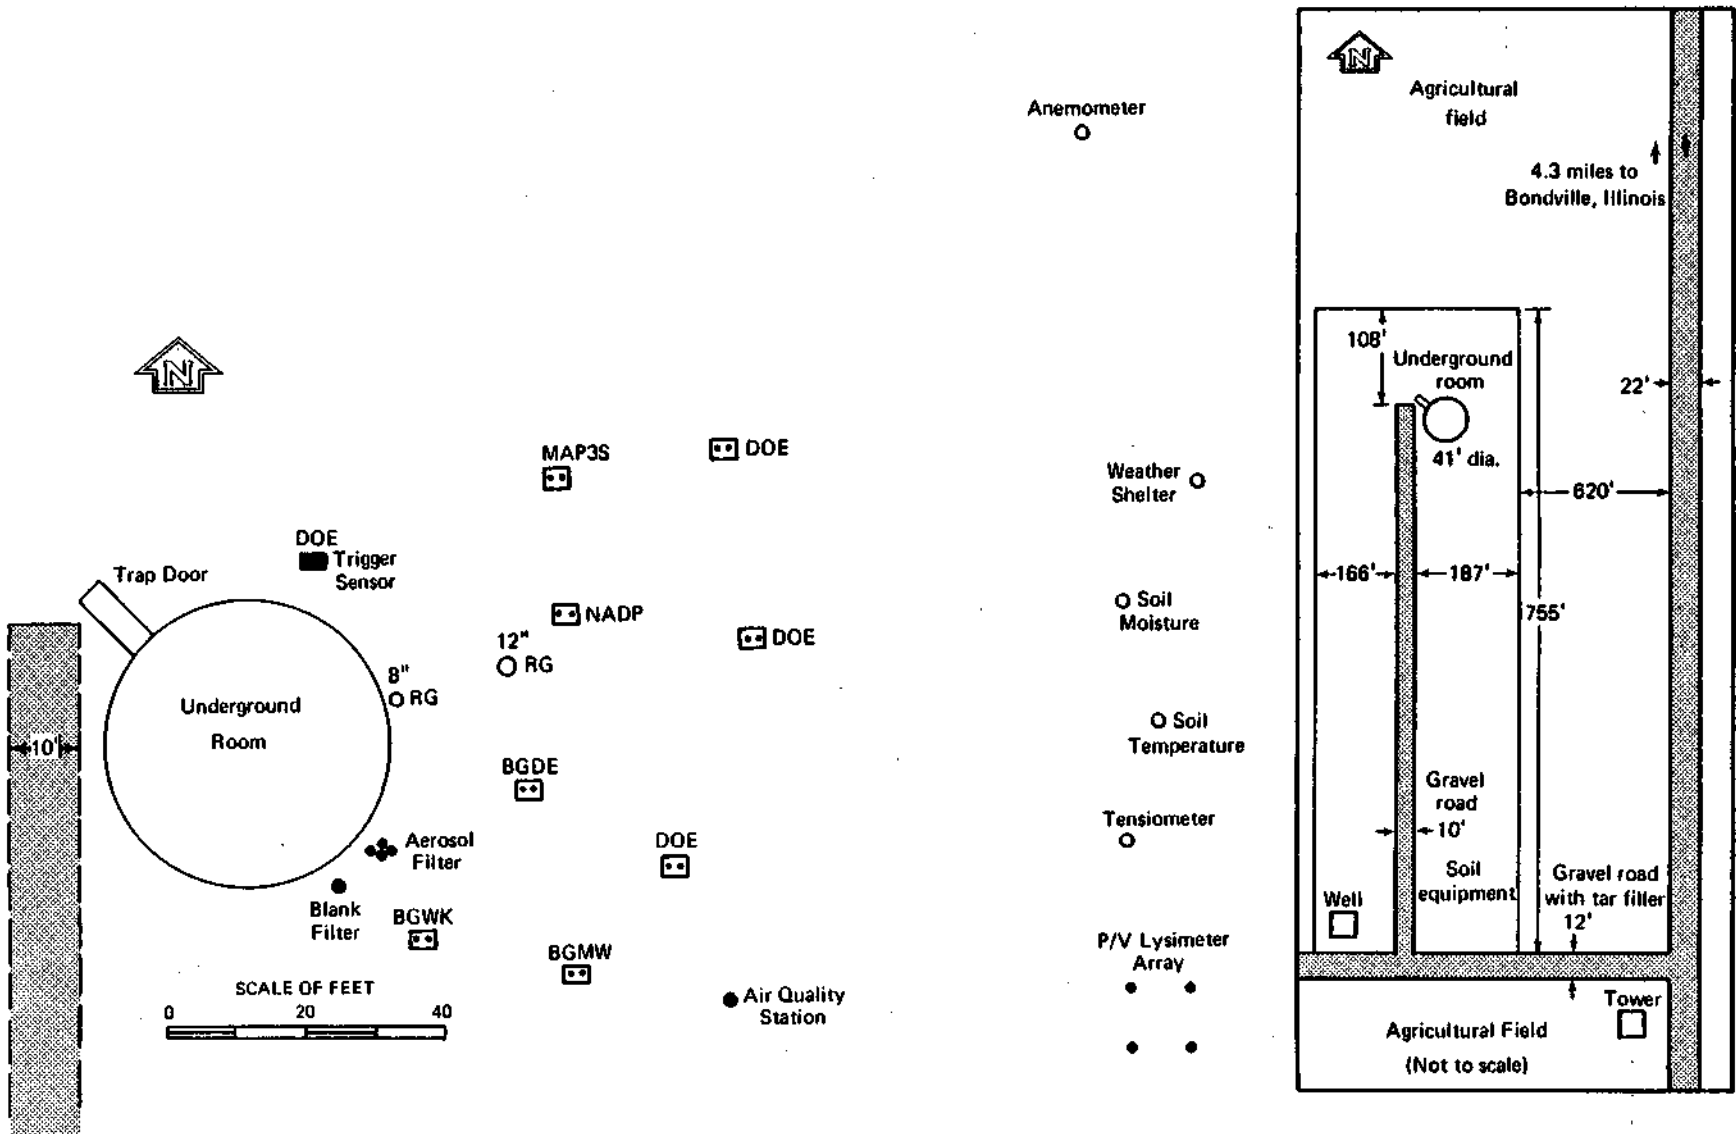 Anemometer
N
MAP3S
DOE
Weather
Shelter
DOE
Trigger
Sensor
Trap Door
NADP
DOE
Soil
Moisture
12"
RG
8"
RG
Underground
Room
10'
Soil
Temperature
BGDE
Tensiometer
Aerosol
Filter
DOE
Blank
Filter
BGWK
BGMW
P/V Lysimeter
Array
SCALE OF FEET
0 20 40
Air Quality
Station
N
Agricultural
field
4.3 miles to
Bondville, Illinois
108'
Underground
room
22'
41' dia.
620'
166'
187'
755'
Gravel
road
10'
Soil
equipment
Gravel road
with tar filler
12'
Well
Tower
Agricultural Field
(Not to scale)